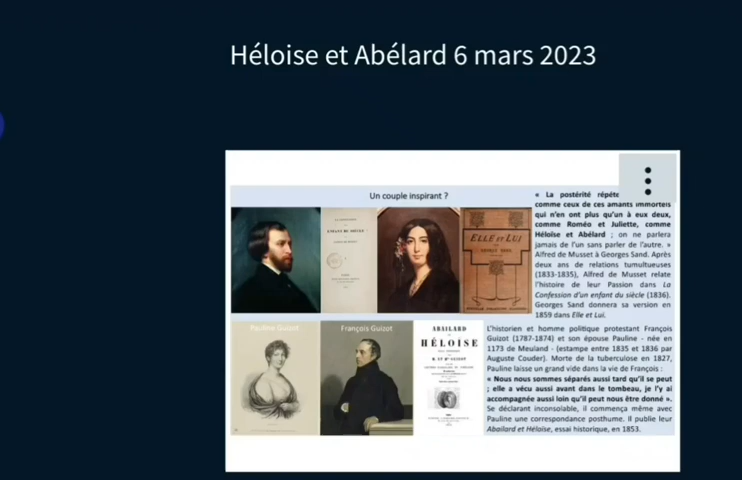 Héloise et Abélard 6 mars 2023
Un couple inspirant ?
« La postérité répéte
comme ceux de ces amants immortels
qui n'en ont plus qu'un à eux deux,
comme Roméo et Juliette, comme
Héloïse et Abélard ; on ne parlera
jamais de l'un sans parler de l'autre. »
Alfred de Musset à Georges Sand. Après
deux ans de relations tumultueuses
(1833-1835), Alfred de Musset relate
l'histoire de leur Passion dans La
Confession d'un enfant du siècle (1836).
Georges Sand donnera sa version en
1859 dans Elle et Lui.
ENFANT DU SIÈCLE
ELLE ET LUI
Pauline Guizot
François Guizot
ABAILARD
HÉLOISE
L'historien et homme politique protestant François
Guizot (1787-1874) et son épouse Pauline - née en
1173 de Meuland - (estampe entre 1835 et 1836 par
Auguste Couder). Morte de la tuberculose en 1827,
Pauline laisse un grand vide dans la vie de François :
« Nous nous sommes séparés aussi tard qu'il se peut
; elle a vécu aussi avant dans le tombeau, je l'y ai
accompagnée aussi loin qu'il peut nous être donné ».
Se déclarant inconsolable, il commença même avec
Pauline une correspondance posthume. Il publie leur
Abailard et Héloïse, essai historique, en 1853.